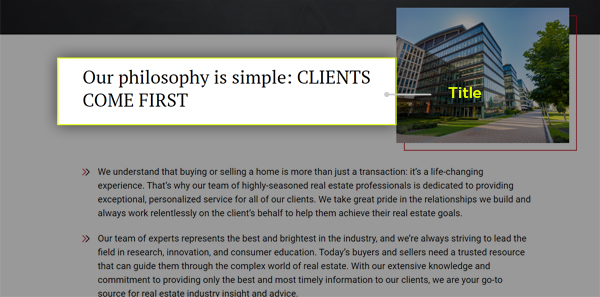 Our philosophy is simple: CLIENTS
COME FIRST
Title
We understand that buying or selling a home is more than just a transaction: it's a life-changing
experience. That's why our team of highly-seasoned real estate professionals is dedicated to providing
exceptional, personalized service for all of our clients. We take great pride in the relationships we build and
always work relentlessly on the client's behalf to help them achieve their real estate goals.
Our team of experts represents the best and brightest in the industry, and we're always striving to lead the
field in research, innovation, and consumer education. Today's buyers and sellers need a trusted resource
that can guide them through the complex world of real estate. With our extensive knowledge and
commitment to providing only the best and most timely information to our clients, we are your go-to
source for real estate industry insight and advice.